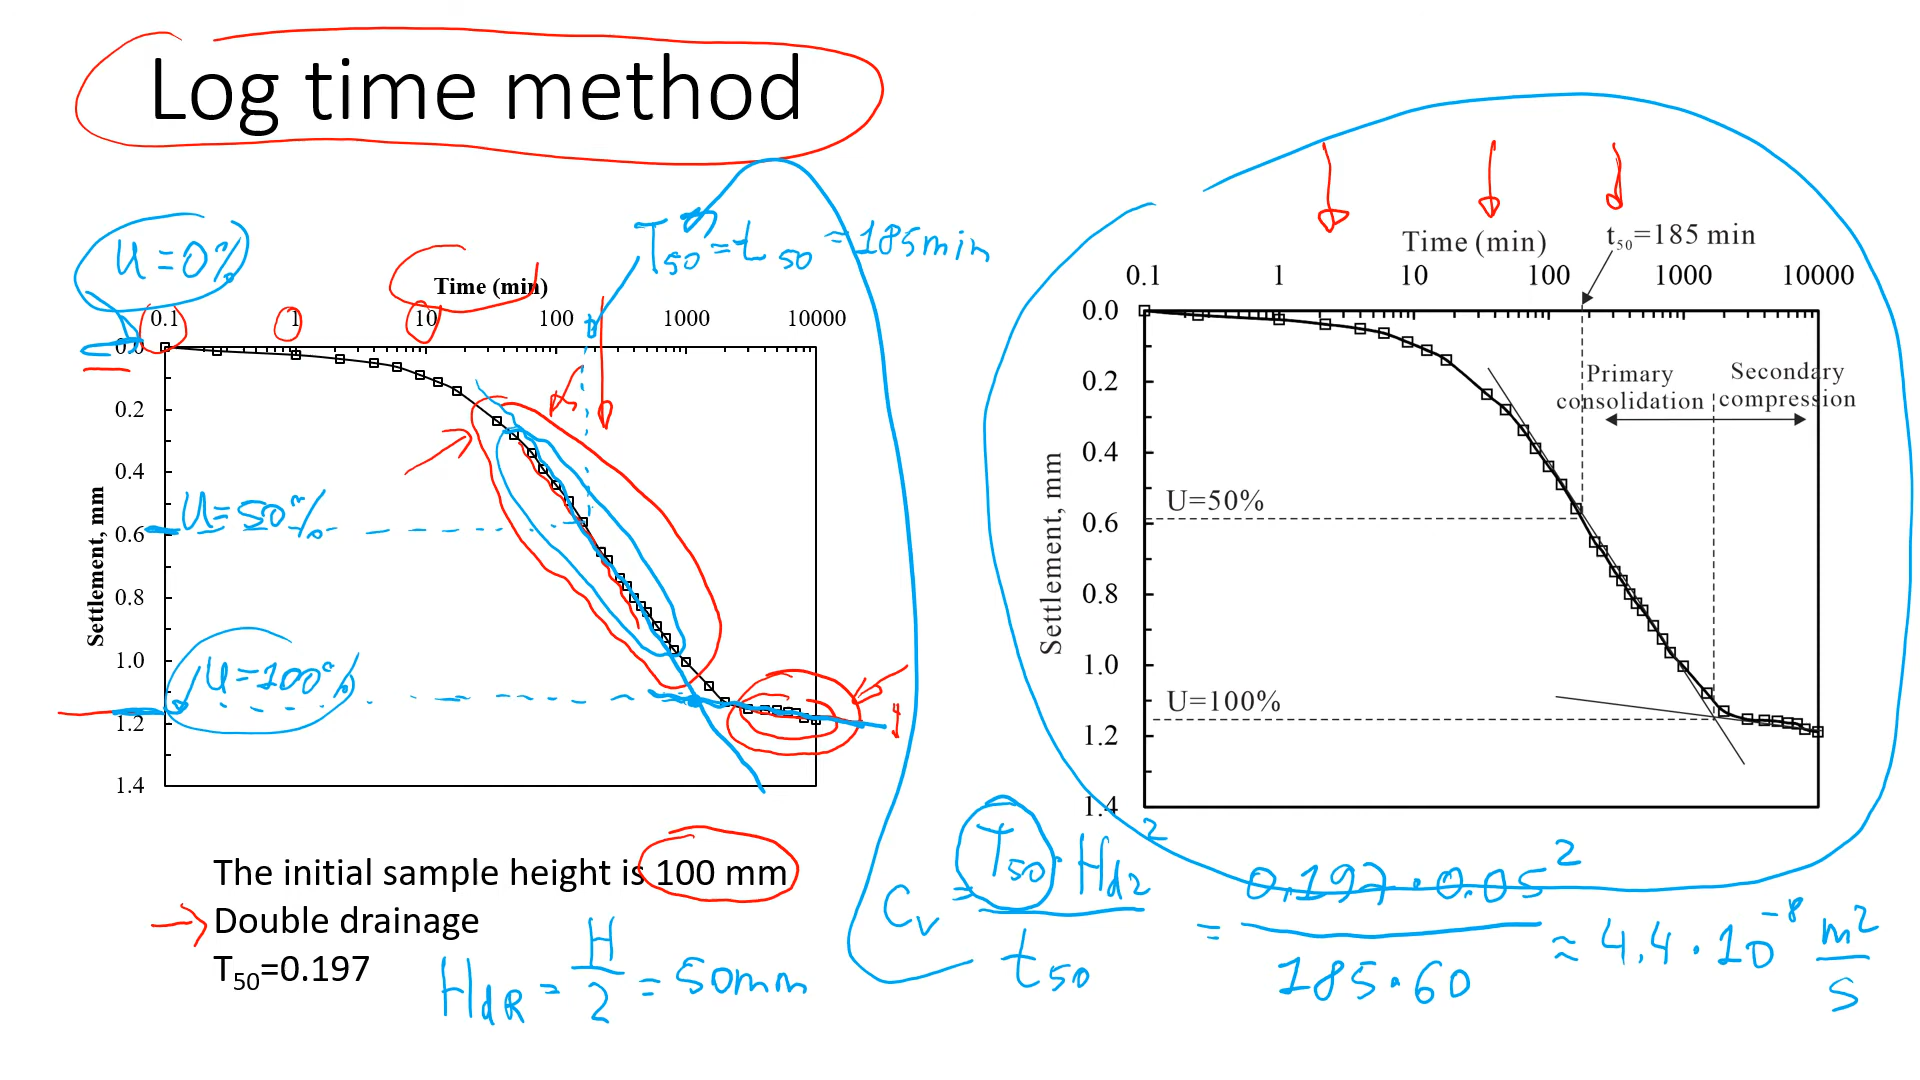 Log time method
U=0%
T50=t50=185min
Time (min)
0.1 1 10 100 1000 10000
0.0
0.2
0.4
0.6
0.8
1.0
1.2
1.4
Settlement, mm
U=50%
U=100%
Time (min)
t50=185 min
0.1 1 10 100 1000 10000
0.0
0.2
0.4
0.6
0.8
1.0
1.2
1.4
Settlement, mm
Primary
consolidation
Secondary
compression
U=50%
U=100%
The initial sample height is 100 mm
Double drainage
T50=0.197
HdR = H/2 = 50mm
Cv = T50·Hd2² / t50 = 0.197·0.05² / 185·60 ≈ 4.4·10⁻⁸ m²/s